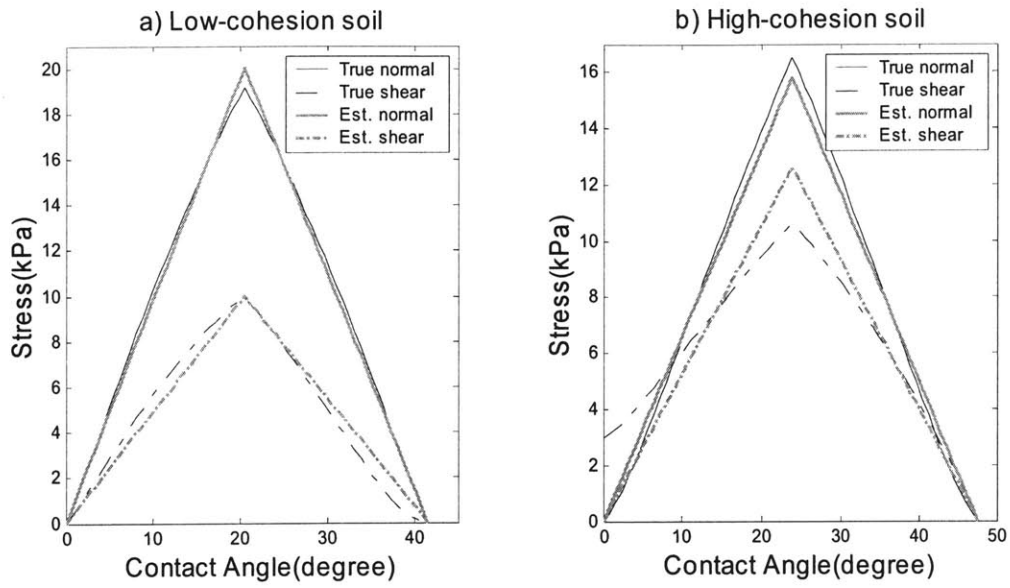 a) Low-cohesion soil
20
18
16
14
12
10
8
6
4
2
0
0
10
20
30
40
Stress(kPa)
Contact Angle(degree)
True normal
True shear
Est. normal
Est. shear
b) High-cohesion soil
16
14
12
10
8
6
4
2
0
0
10
20
30
40
50
Stress(kPa)
Contact Angle(degree)
True normal
True shear
Est. normal
Est. shear